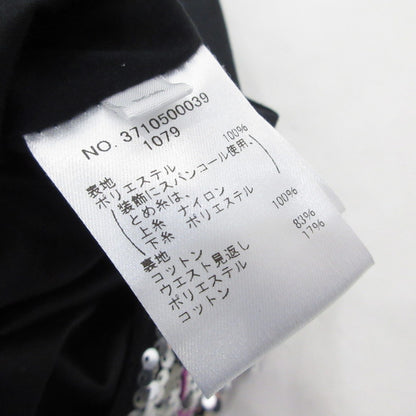 NO. 3710500039
1079
表地
ポリエステル 100%
(装飾にスパンコール使用、
とめ糸は、
上糸 ナイロン
下糸 ポリエステル
裏地
コットン 100%
ウエスト見返し
ポリエステル 83%
コットン 17%